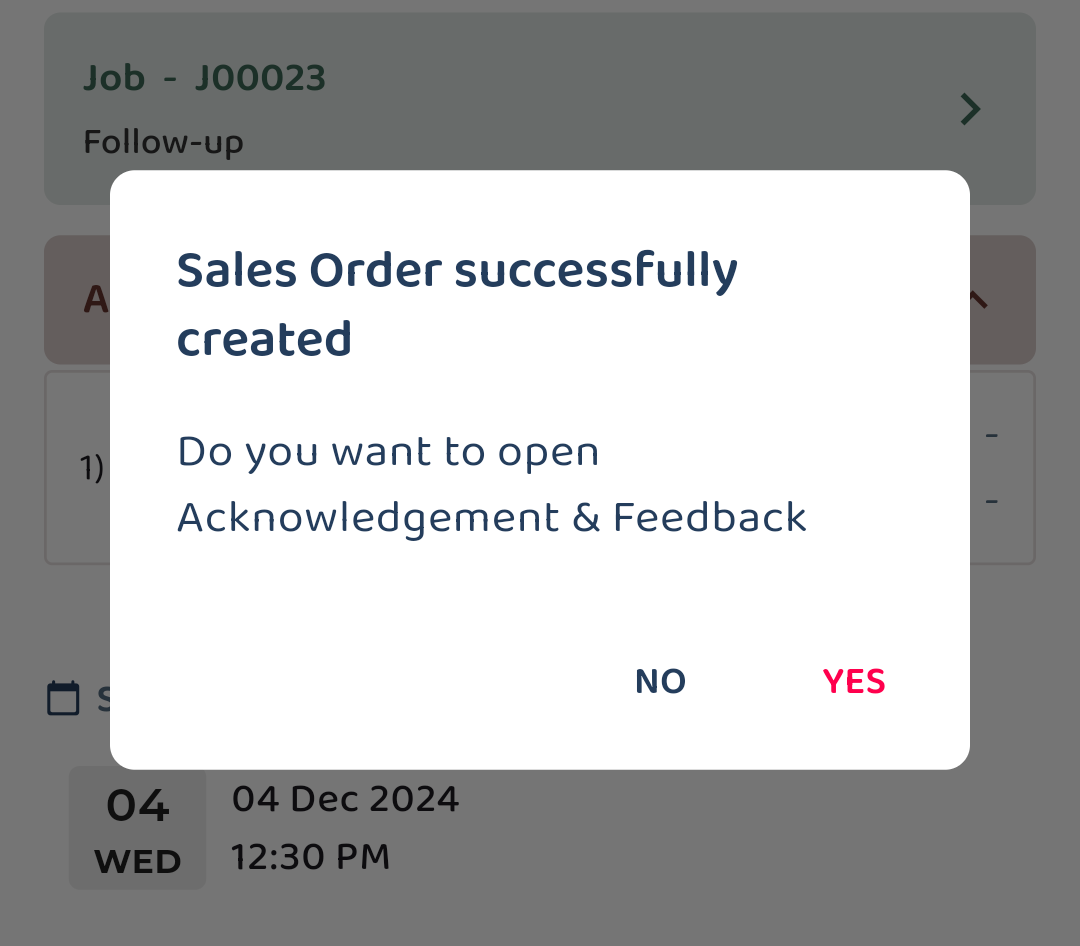 Job - J00023
Follow-up
Sales Order successfully
created
Do you want to open
Acknowledgement & Feedback
1)
-
-
NO
YES
04
WED
04 Dec 2024
12:30 PM